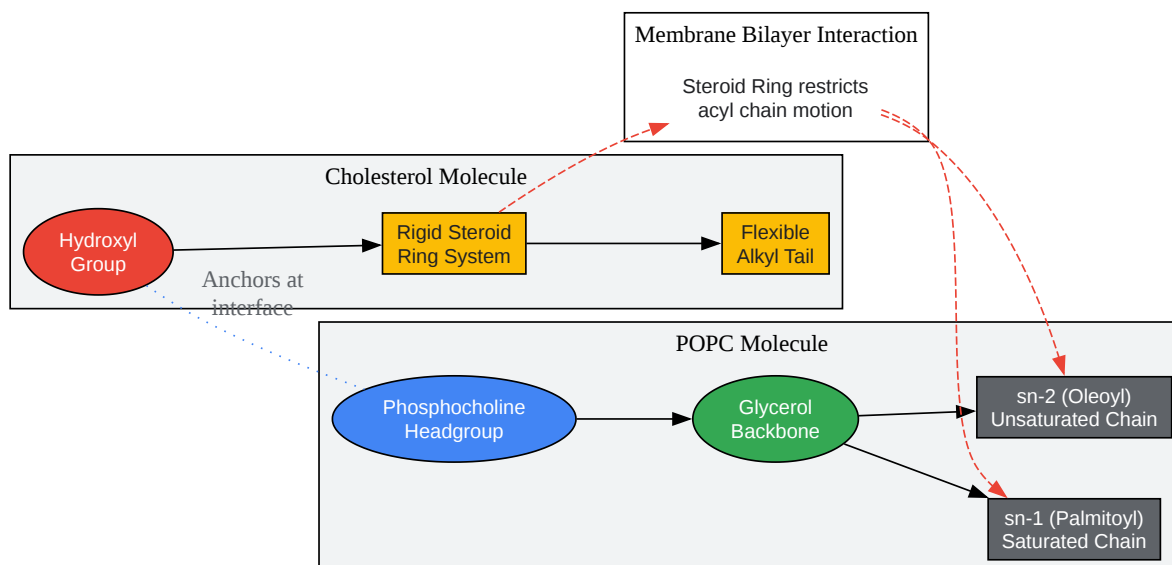 Membrane Bilayer Interaction
Steroid Ring restricts
acyl chain motion
Cholesterol Molecule
Hydroxyl
Group
Rigid Steroid
Ring System
Flexible
Alkyl Tail
Anchors at
interface
POPC Molecule
Phosphocholine
Headgroup
Glycerol
Backbone
sn-2 (Oleoyl)
Unsaturated Chain
sn-1 (Palmitoyl)
Saturated Chain